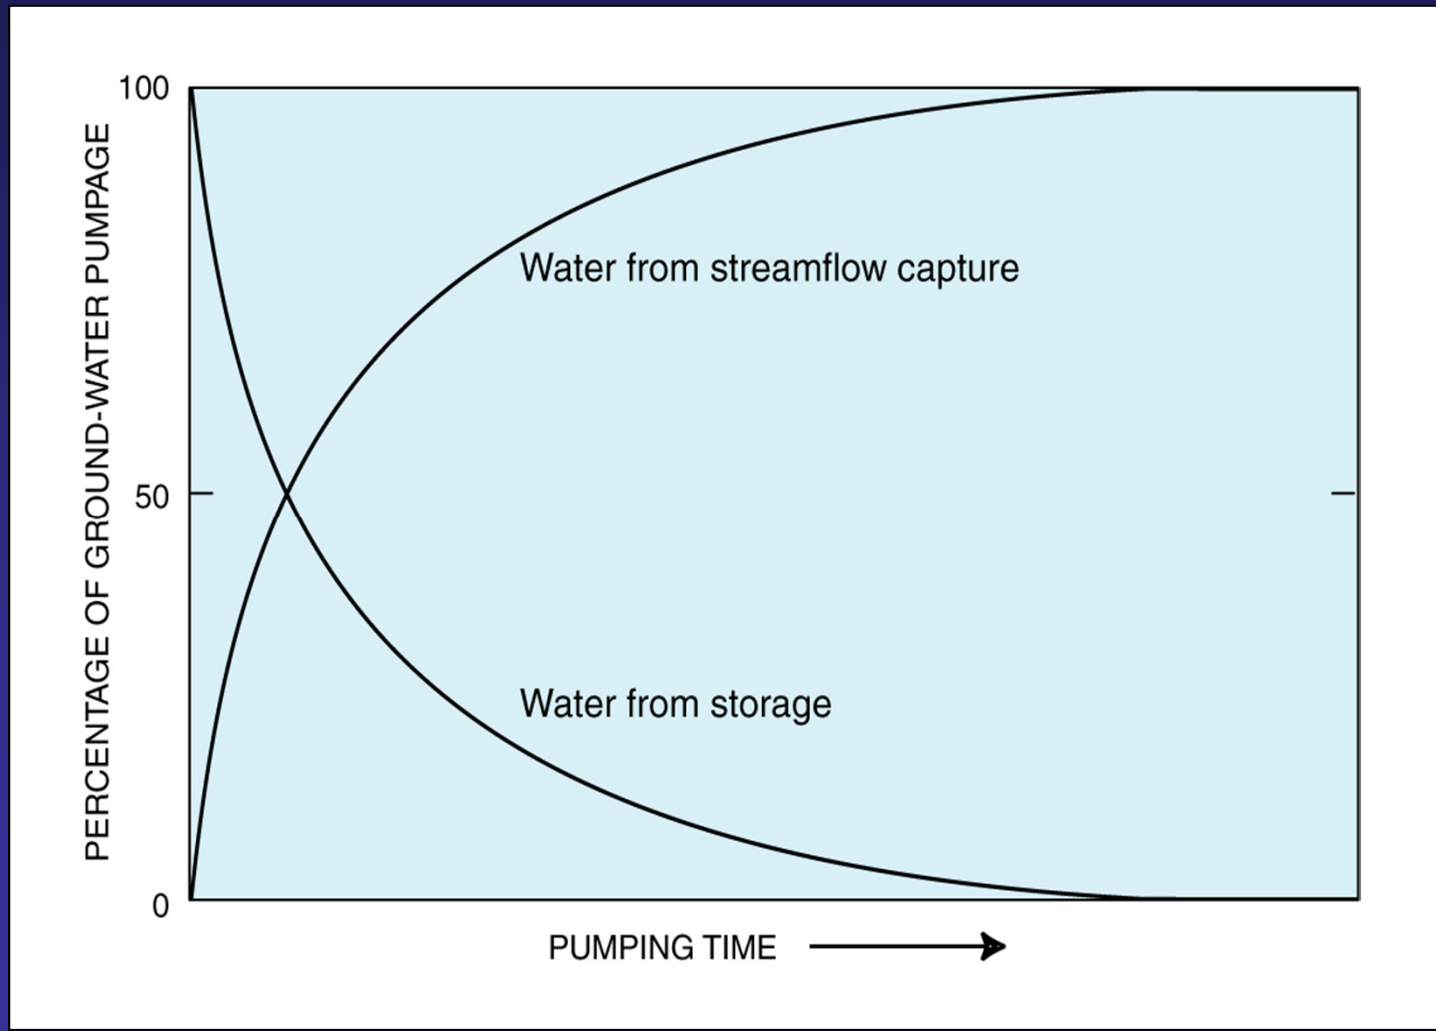 100
PERCENTAGE OF GROUND-WATER PUMPAGE
Water from streamflow capture
50
Water from storage
0
PUMPING TIME